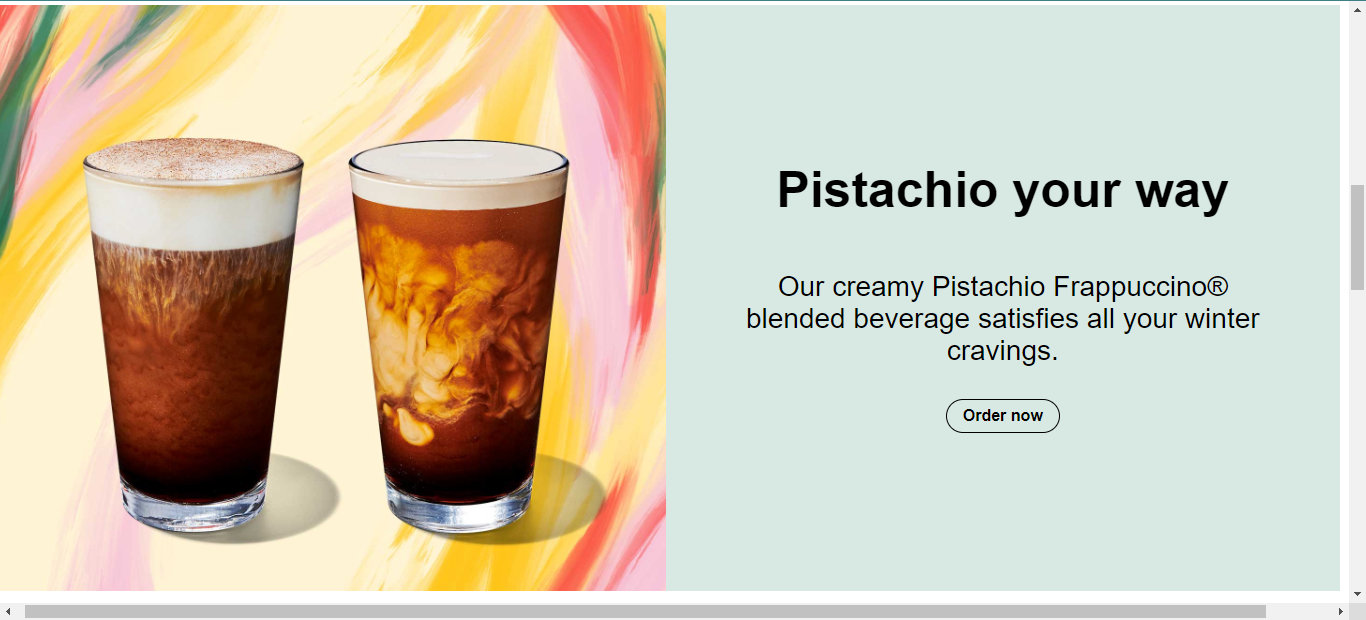 Pistachio your way
Our creamy Pistachio Frappuccino®
blended beverage satisfies all your winter
cravings.
Order now